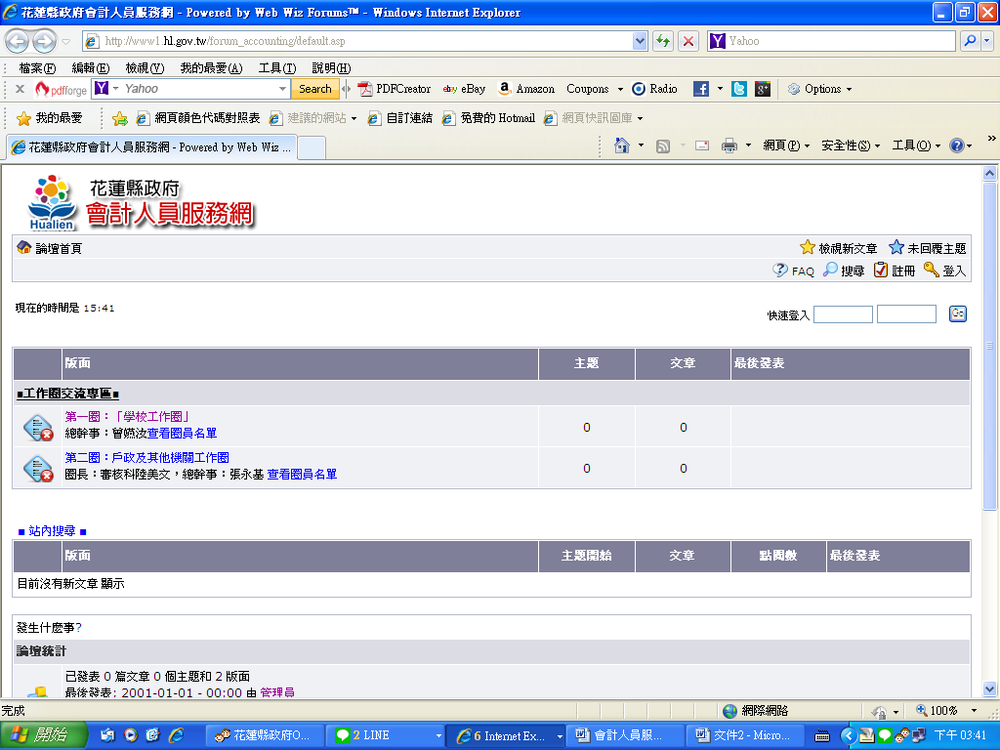 花蓮縣政府會計人員服務網 - Powered by Web Wiz Forums™ - Windows Internet Explorer
http://www1.hl.gov.tw/forum_accounting/default.asp
Yahoo
檔案(F) 編輯(E) 檢視(V) 我的最愛(A) 工具(T) 說明(H)
pdfforge Yahoo Search PDFCreator eBay Amazon Coupons Radio Options
我的最愛 網頁顏色代碼對照表 建議的網站 自訂連結 免費的 Hotmail 網頁快訊圖庫
花蓮縣政府會計人員服務網 - Powered by Web Wiz ... 網頁(P) 安全性(S) 工具(O) »
花蓮縣政府
會計人員服務網
Hualien
論壇首頁 檢視新文章 未回覆主題
FAQ 搜尋 註冊 登入
現在的時間是 15:41
快速登入 Go
版面 主題 文章 最後發表
■工作圈交流專區■
第一圈：「學校工作圈」
總幹事：曾嬿汝查看圈員名單
0 0
第二圈：戶政及其他機關工作圈
圈長：審核科陸美文，總幹事：張永基 查看圈員名單
0 0
■ 站內搜尋 ■
版面 主題開始 文章 點閱數 最後發表
目前沒有新文章 顯示
發生什麼事?
論壇統計
已發表 0 篇文章 0 個主題和 2 版面
最後發表: 2001-01-01 - 00:00 由 管理員
完成 網際網路 100%
開始 花蓮縣政府O... 2 LINE 6 Internet Ex... 會計人員服... 文件2 - Micro... 下午 03:41